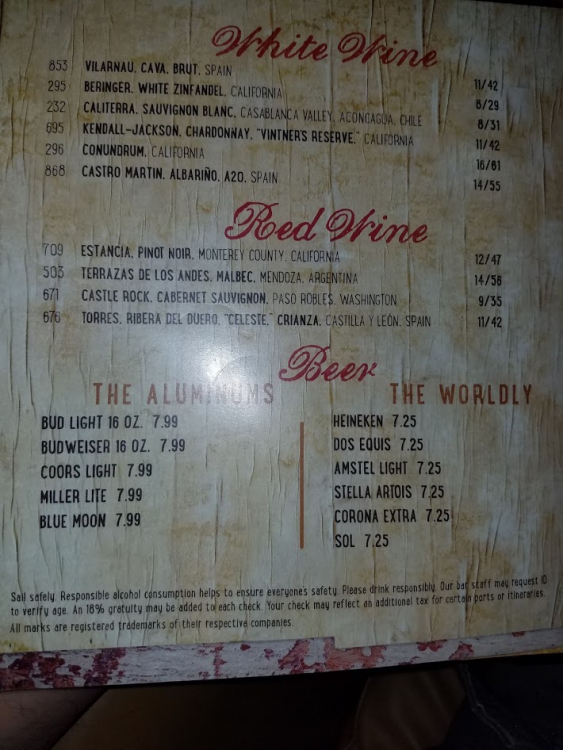 White Wine
853 VILARNAU, CAVA, BRUT, SPAIN 11/42
295 BERINGER, WHITE ZINFANDEL, CALIFORNIA 8/29
232 CALITERRA, SAUVIGNON BLANC, CASABLANCA VALLEY, ACONCAGUA, CHILE 8/31
695 KENDALL-JACKSON, CHARDONNAY, "VINTNER'S RESERVE," CALIFORNIA 11/42
296 CONUNDRUM, CALIFORNIA 16/61
868 CASTRO MARTIN, ALBARIÑO, A2O, SPAIN 14/55
Red Wine
709 ESTANCIA, PINOT NOIR, MONTEREY COUNTY, CALIFORNIA 12/47
503 TERRAZAS DE LOS ANDES, MALBEC, MENDOZA, ARGENTINA 14/56
671 CASTLE ROCK, CABERNET SAUVIGNON, PASO ROBLES, WASHINGTON 9/35
676 TORRES, RIBERA DEL DUERO, "CELESTE," CRIANZA, CASTILLA Y LEÓN, SPAIN 11/42
Beer
THE ALUMINUMS
BUD LIGHT 16 OZ. 7.99
BUDWEISER 16 OZ. 7.99
COORS LIGHT 7.99
MILLER LITE 7.99
BLUE MOON 7.99
THE WORLDLY
HEINEKEN 7.25
DOS EQUIS 7.25
AMSTEL LIGHT 7.25
STELLA ARTOIS 7.25
CORONA EXTRA 7.25
SOL 7.25
Sail safely. Responsible alcohol consumption helps to ensure everyone's safety. Please drink responsibly. Our bar staff may request ID
to verify age. An 18% gratuity may be added to each check. Your check may reflect an additional tax for certain ports or itineraries.
All marks are registered trademarks of their respective companies.